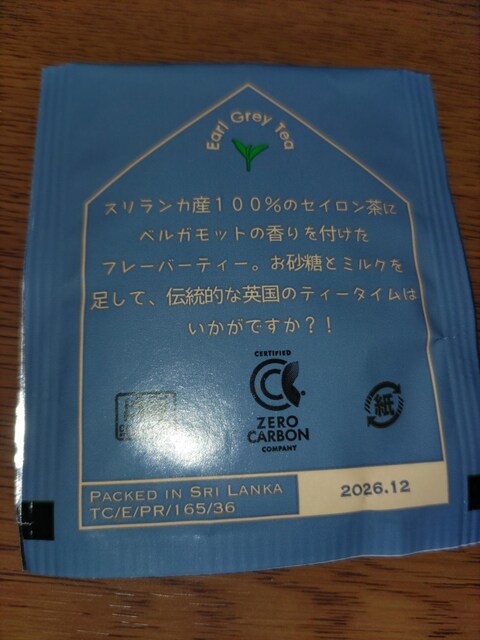 Earl Grey Tea
スリランカ産100%のセイロン茶に
ベルガモットの香りを付けた
フレーバーティー。お砂糖とミルクを
足して、伝統的な英国のティータイムは
いかがですか?!
CERTIFIED
ZERO
CARBON
COMPANY
紙
PACKED IN SRI LANKA
TC/E/PR/165/36
2026.12